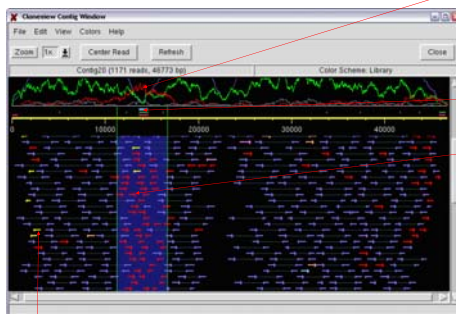 Cloneview Contig Window
File Edit View Colors Help
Zoom 1x Center Read Refresh Close
Contig20 (1171 reads, 46773 bp) Color Scheme: Library
0 10000 20000 30000 40000